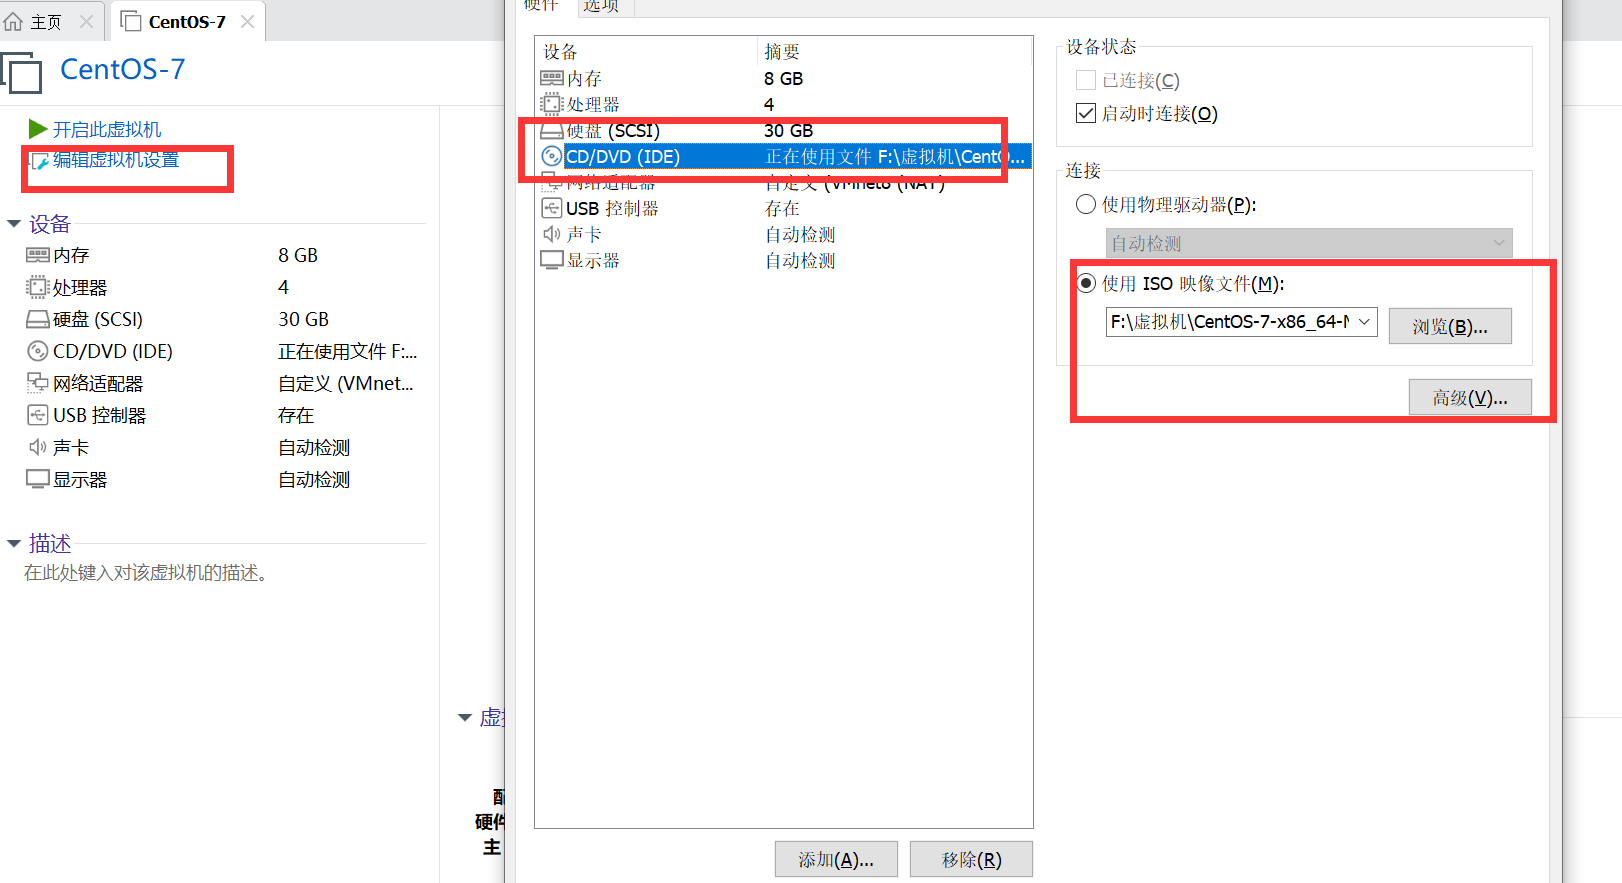 主页
CentOS-7
CentOS-7
开启此虚拟机
编辑虚拟机设置
设备
内存 8 GB
处理器 4
硬盘 (SCSI) 30 GB
CD/DVD (IDE) 正在使用文件 F:...
网络适配器 自定义 (VMnet...
USB 控制器 存在
声卡 自动检测
显示器 自动检测
描述
在此处键入对该虚拟机的描述。
硬件
主
硬件 选项
设备 摘要
内存 8 GB
处理器 4
硬盘 (SCSI) 30 GB
CD/DVD (IDE) 正在使用文件 F:\虚拟机\CentO...
网络适配器 自定义 (VMnet8 (NAT)
USB 控制器 存在
声卡 自动检测
显示器 自动检测
添加(A)... 移除(R)
设备状态
已连接(C)
启动时连接(O)
连接
使用物理驱动器(P):
自动检测
使用 ISO 映像文件(M):
F:\虚拟机\CentOS-7-x86_64-
浏览(B)...
高级(V)...